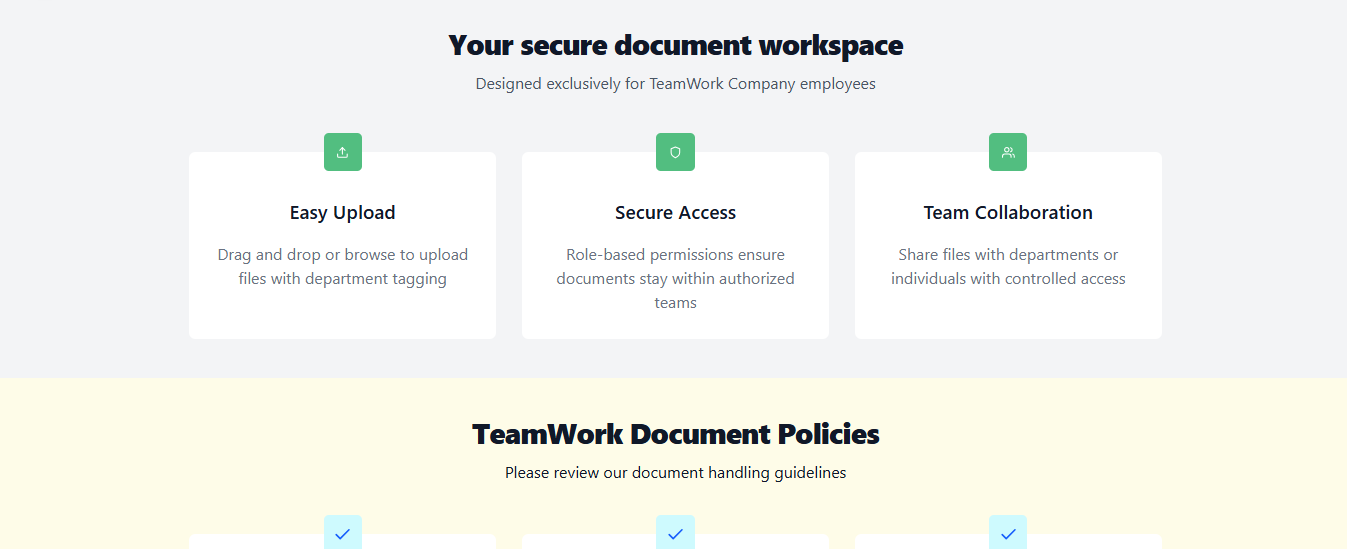 Your secure document workspace
Designed exclusively for TeamWork Company employees
Easy Upload
Drag and drop or browse to upload
files with department tagging
Secure Access
Role-based permissions ensure
documents stay within authorized
teams
Team Collaboration
Share files with departments or
individuals with controlled access
TeamWork Document Policies
Please review our document handling guidelines